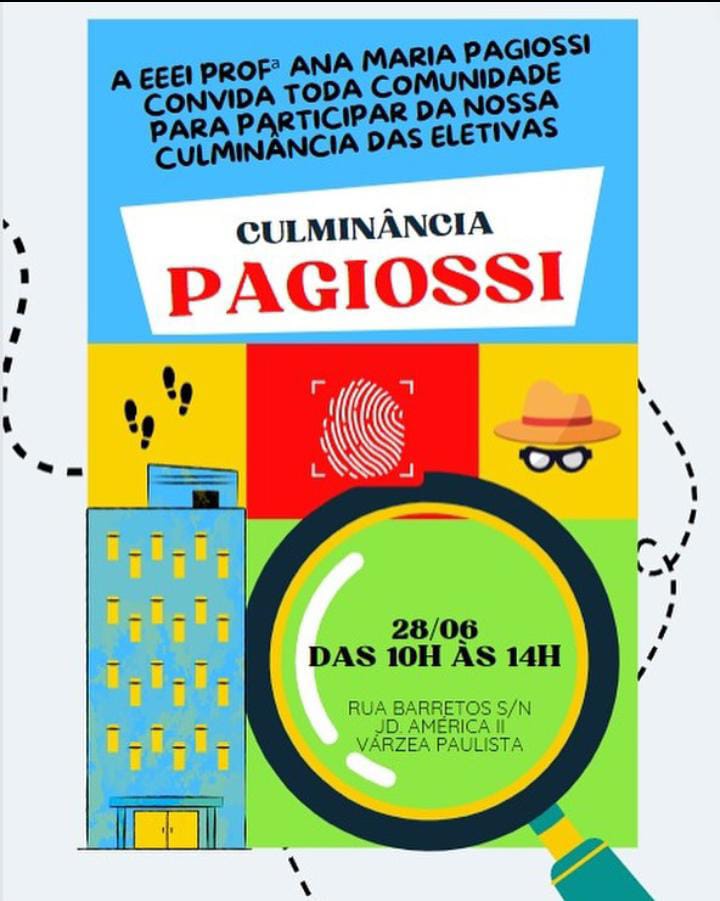 A EEEI PROFª ANA MARIA PAGIOSSI
CONVIDA TODA COMUNIDADE
PARA PARTICIPAR DA NOSSA
CULMINÂNCIA DAS ELETIVAS
CULMINÂNCIA
PAGIOSSI
28/06
DAS 10H ÀS 14H
RUA BARRETOS S/N
JD. AMÉRICA II
VÁRZEA PAULISTA